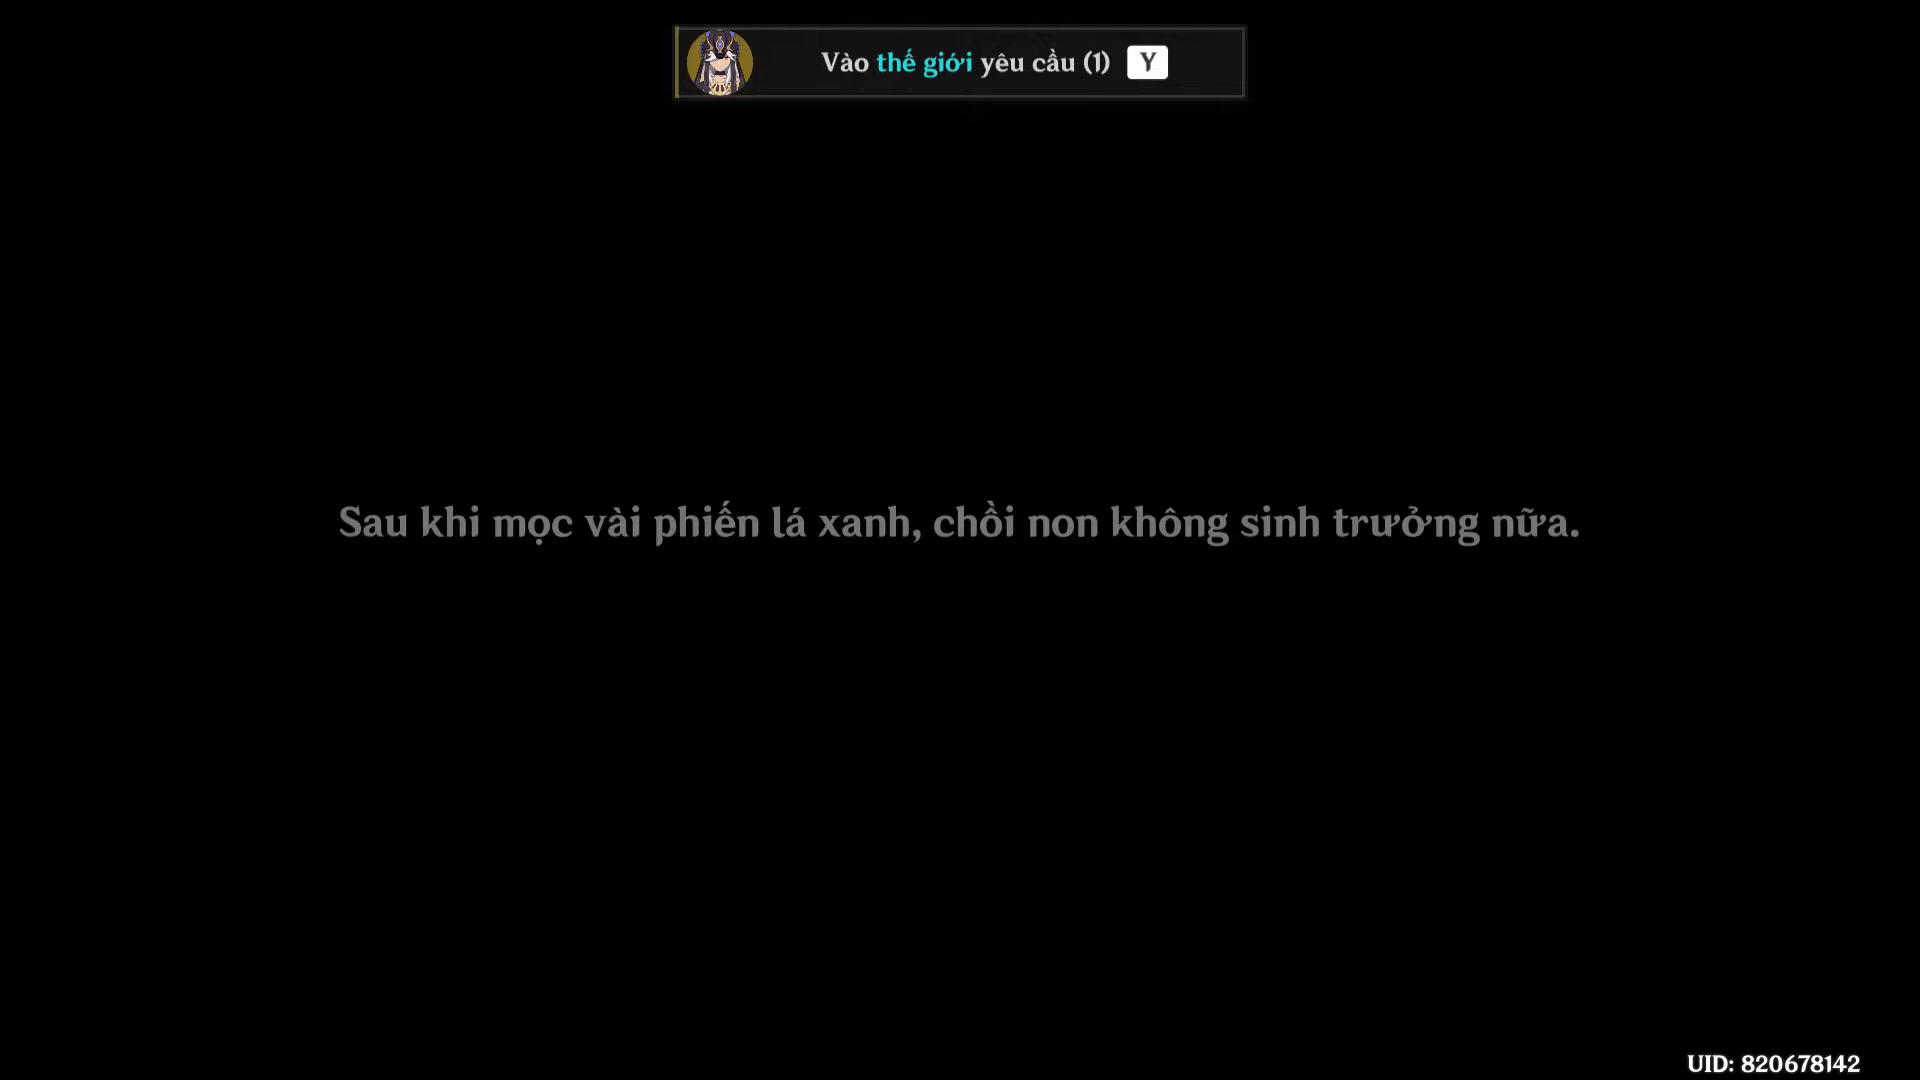 Vào thế giới yêu cầu (1) Y
Sau khi mọc vài phiến lá xanh, chồi non không sinh trưởng nữa.
UID: 820678142